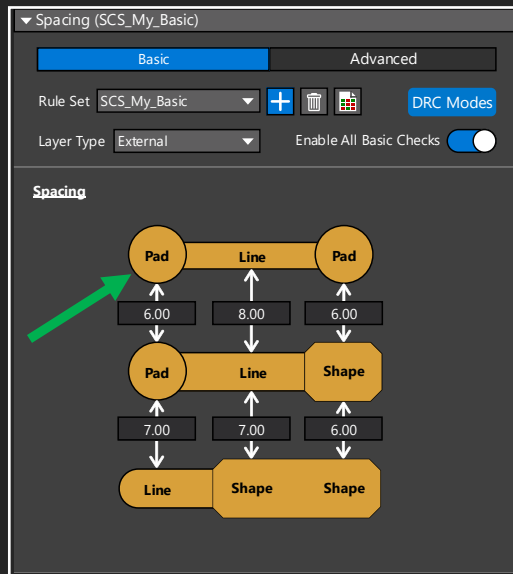 Spacing (SCS_My_Basic)
Basic Advanced
Rule Set SCS_My_Basic DRC Modes
Layer Type External Enable All Basic Checks
Spacing
Pad Line Pad
6.00 8.00 6.00
Pad Line Shape
7.00 7.00 6.00
Line Shape Shape